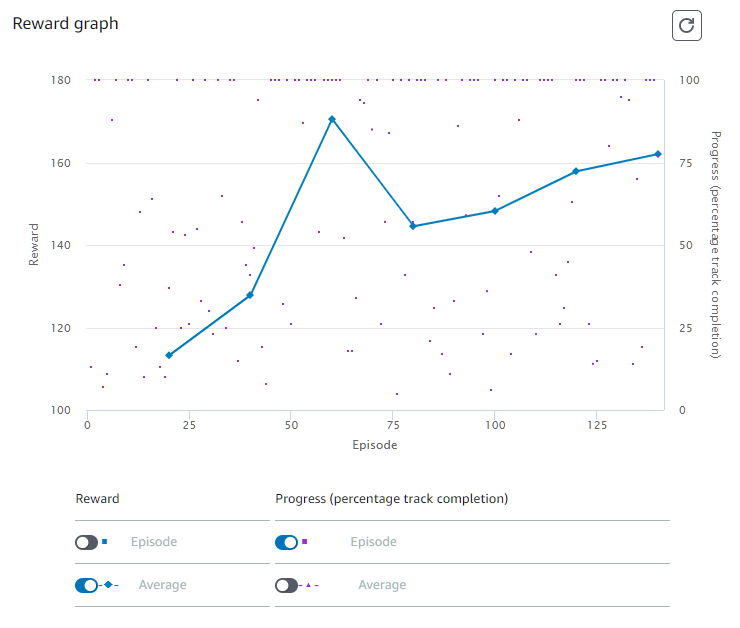 Reward graph
180
160
140
120
100
Reward
100
75
50
25
0
Progress (percentage track completion)
0 25 50 75 100 125
Episode
Reward Progress (percentage track completion)
Episode Episode
Average Average